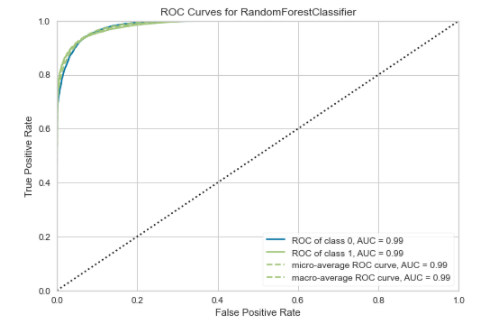 ROC Curves for RandomForestClassifier
1.0
0.8
0.6
0.4
0.2
0.0
True Positive Rate
ROC of class 0, AUC = 0.99
ROC of class 1, AUC = 0.99
micro-average ROC curve, AUC = 0.99
macro-average ROC curve, AUC = 0.99
0.0 0.2 0.4 0.6 0.8 1.0
False Positive Rate